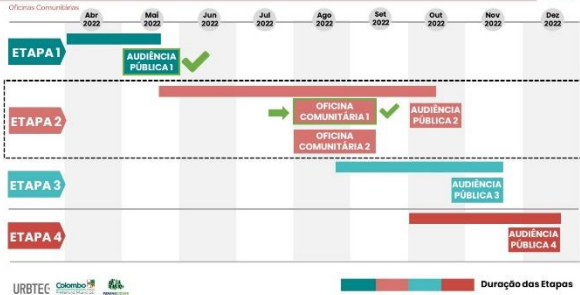 Oficinas Comunitárias
Abr 2022
Mai 2022
Jun 2022
Jul 2022
Ago 2022
Set 2022
Out 2022
Nov 2022
Dez 2022
ETAPA 1
AUDIÊNCIA
PÚBLICA 1
ETAPA 2
OFICINA
COMUNITÁRIA 1
AUDIÊNCIA
PÚBLICA 2
OFICINA
COMUNITÁRIA 2
ETAPA 3
AUDIÊNCIA
PÚBLICA 3
ETAPA 4
AUDIÊNCIA
PÚBLICA 4
URBTEC
Colombo
Duração das Etapas